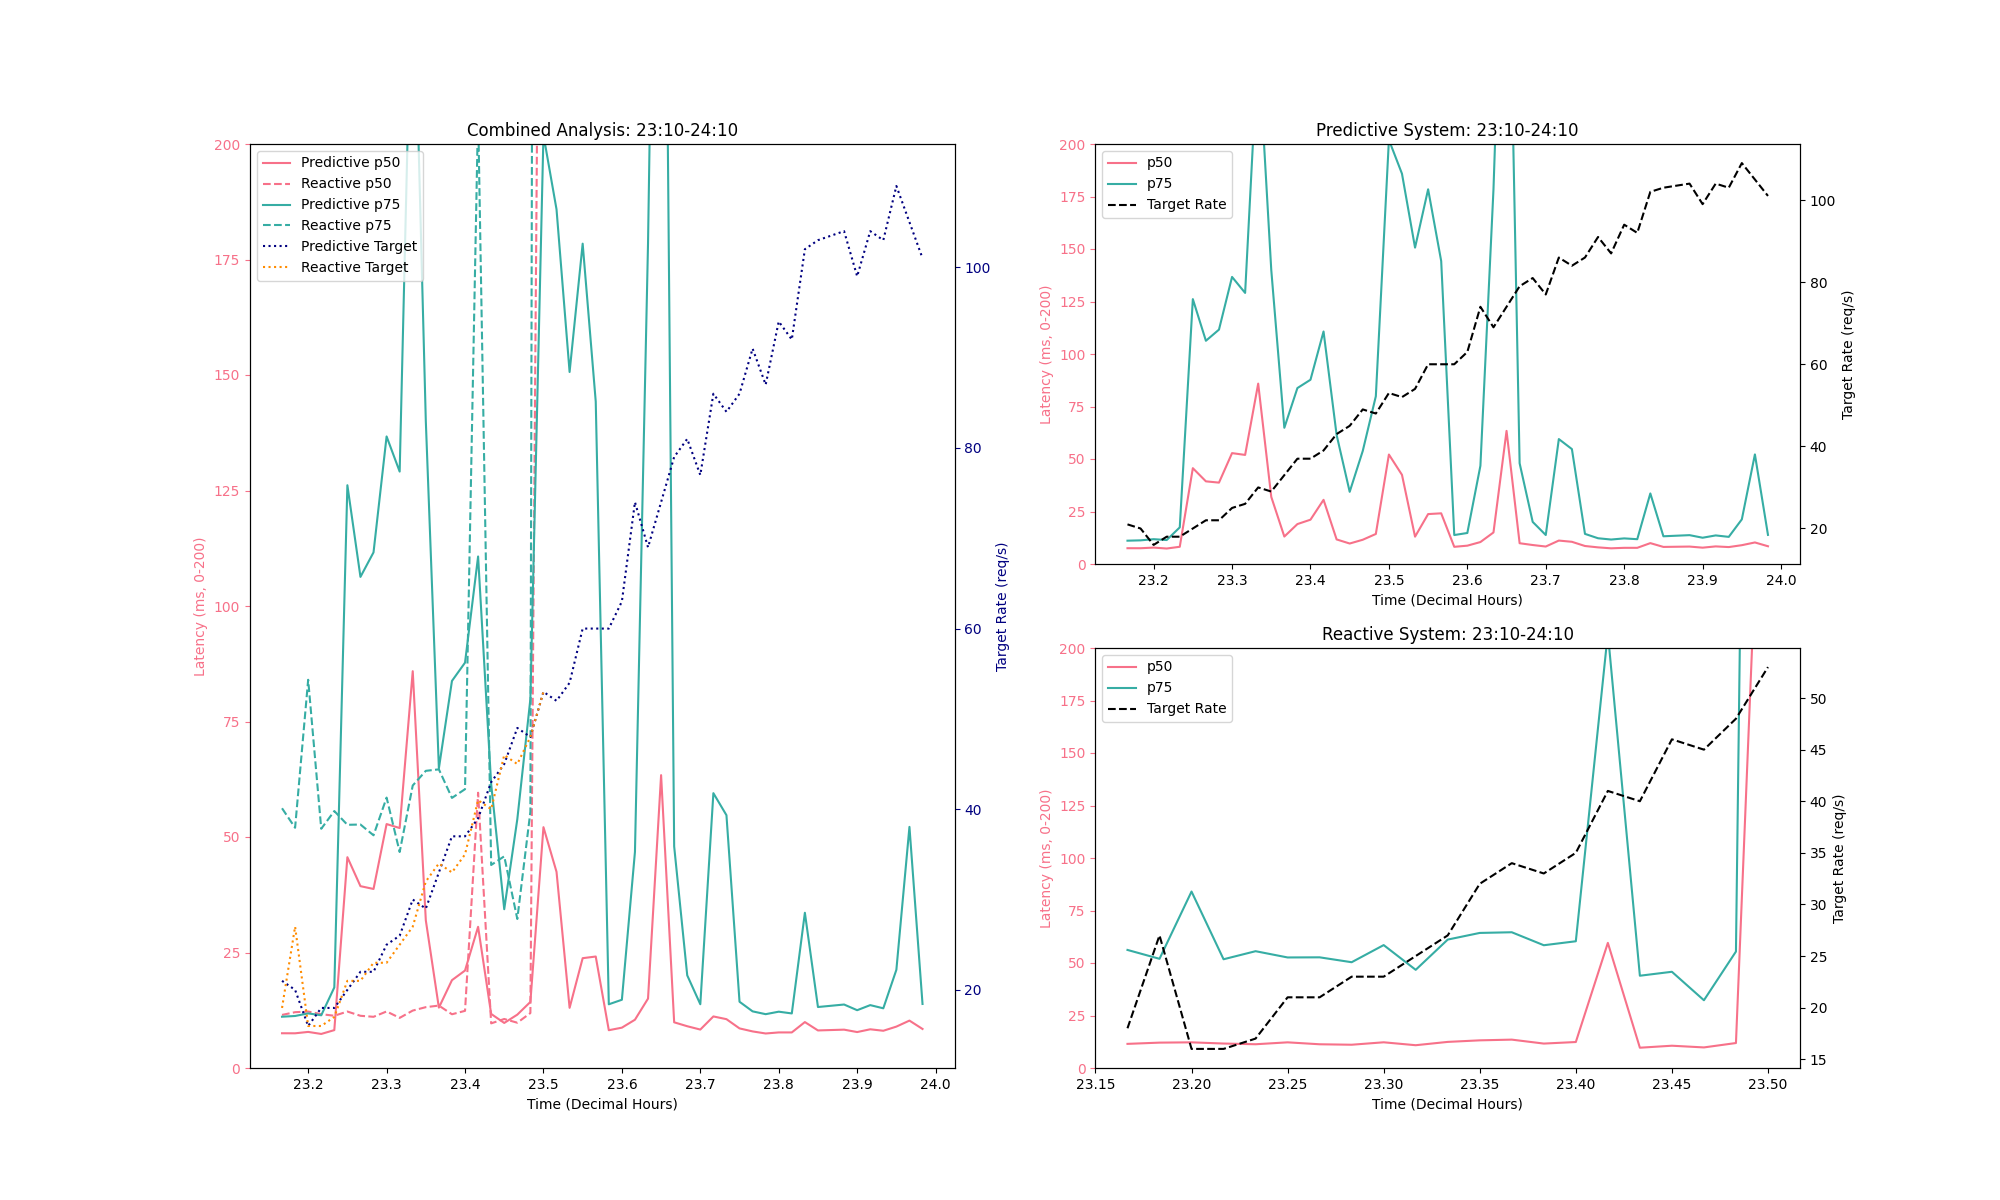 Combined Analysis: 23:10-24:10
Predictive p50
Reactive p50
Predictive p75
Reactive p75
Predictive Target
Reactive Target
200
175
150
125
100
75
50
25
0
Latency (ms, 0-200)
100
80
60
40
20
Target Rate (req/s)
23.2 23.3 23.4 23.5 23.6 23.7 23.8 23.9 24.0
Time (Decimal Hours)
Predictive System: 23:10-24:10
p50
p75
Target Rate
200
175
150
125
100
75
50
25
0
Latency (ms, 0-200)
100
80
60
40
20
Target Rate (req/s)
23.2 23.3 23.4 23.5 23.6 23.7 23.8 23.9 24.0
Time (Decimal Hours)
Reactive System: 23:10-24:10
p50
p75
Target Rate
200
175
150
125
100
75
50
25
0
Latency (ms, 0-200)
50
45
40
35
30
25
20
15
Target Rate (req/s)
23.15 23.20 23.25 23.30 23.35 23.40 23.45 23.50
Time (Decimal Hours)